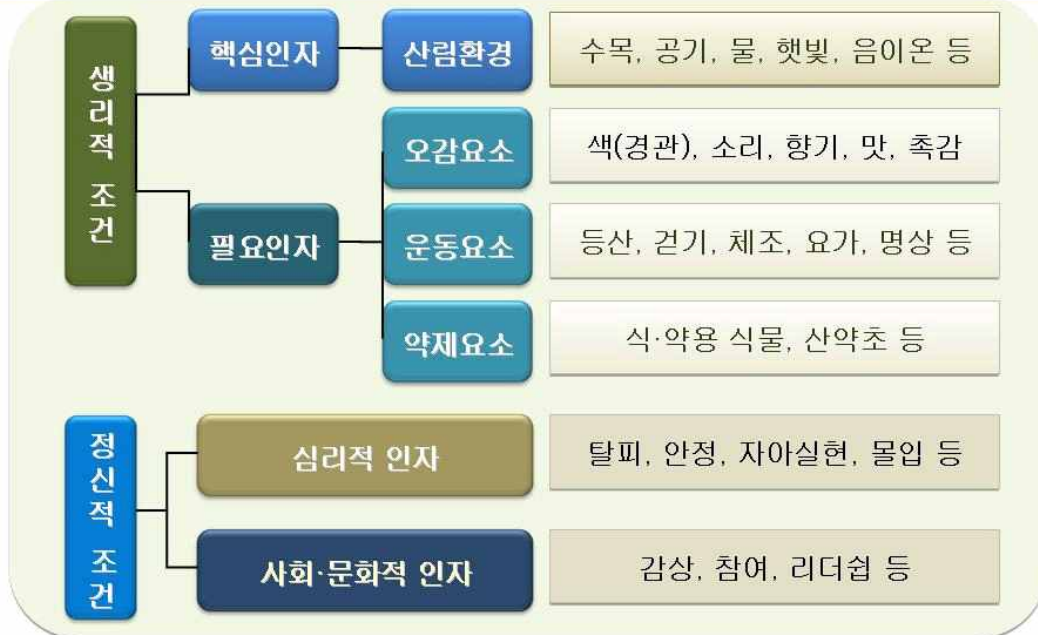 생리적 조건
핵심인자
산림환경
수목, 공기, 물, 햇빛, 음이온 등
필요인자
오감요소
색(경관), 소리, 향기, 맛, 촉감
운동요소
등산, 걷기, 체조, 요가, 명상 등
약제요소
식·약용 식물, 산약초 등
정신적 조건
심리적 인자
탈피, 안정, 자아실현, 몰입 등
사회·문화적 인자
감상, 참여, 리더쉽 등